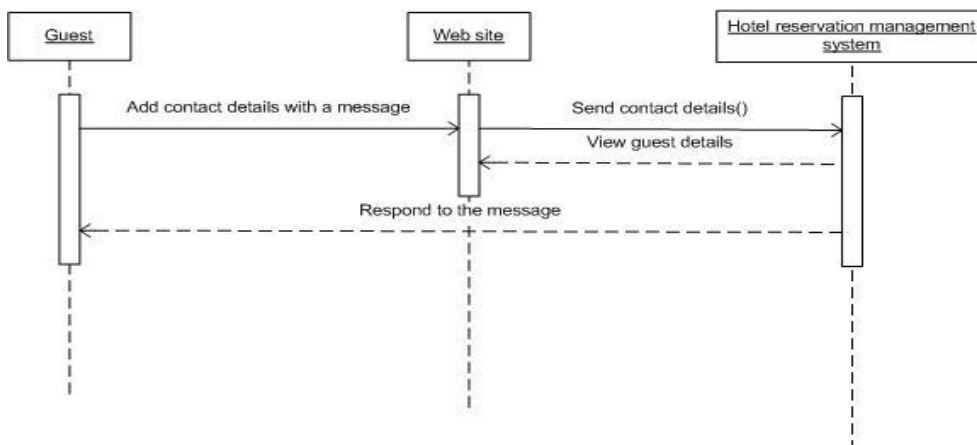 Guest
Web site
Hotel reservation management
system
Add contact details with a message
Send contact details()
View guest details
Respond to the message